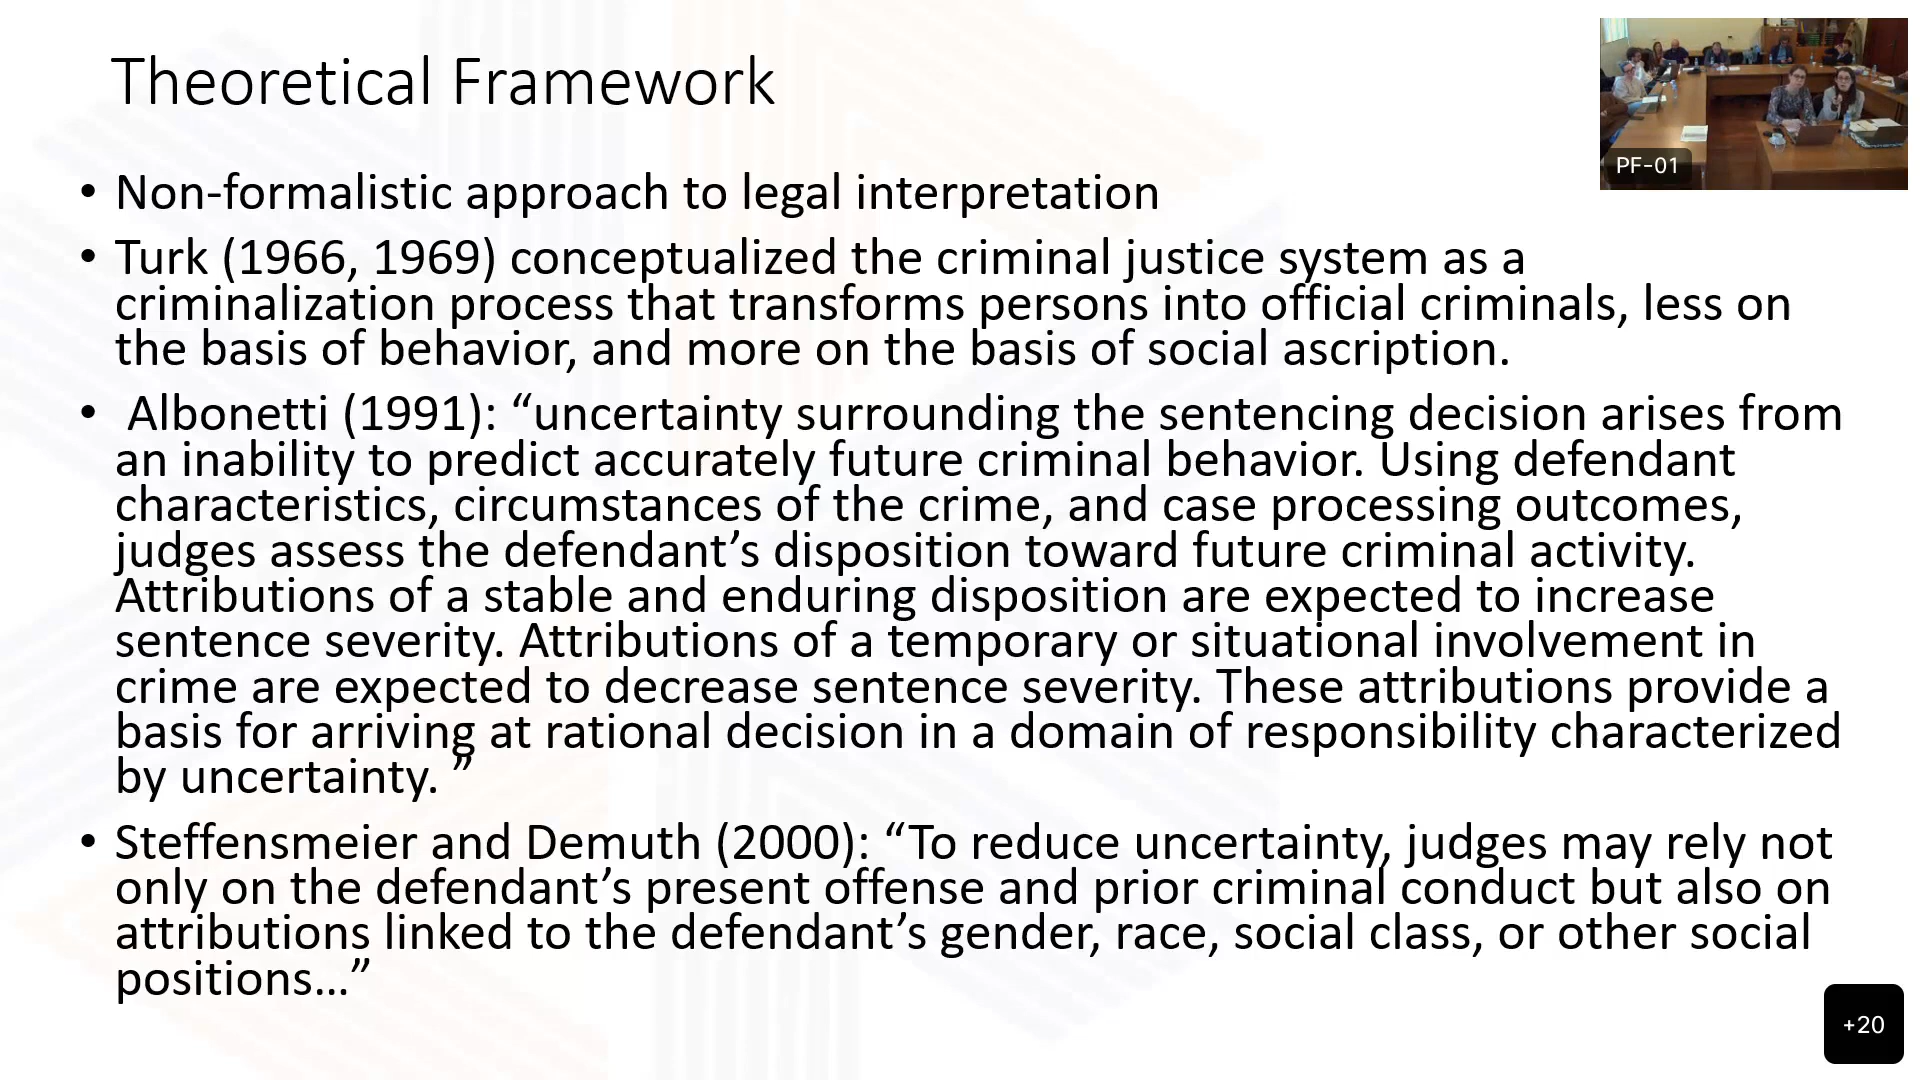 Theoretical Framework
PF-01
• Non-formalistic approach to legal interpretation
• Turk (1966, 1969) conceptualized the criminal justice system as a
criminalization process that transforms persons into official criminals, less on
the basis of behavior, and more on the basis of social ascription.
• Albonetti (1991): “uncertainty surrounding the sentencing decision arises from
an inability to predict accurately future criminal behavior. Using defendant
characteristics, circumstances of the crime, and case processing outcomes,
judges assess the defendant’s disposition toward future criminal activity.
Attributions of a stable and enduring disposition are expected to increase
sentence severity. Attributions of a temporary or situational involvement in
crime are expected to decrease sentence severity. These attributions provide a
basis for arriving at rational decision in a domain of responsibility characterized
by uncertainty. ”
• Steffensmeier and Demuth (2000): “To reduce uncertainty, judges may rely not
only on the defendant’s present offense and prior criminal conduct but also on
attributions linked to the defendant’s gender, race, social class, or other social
positions…”
+20